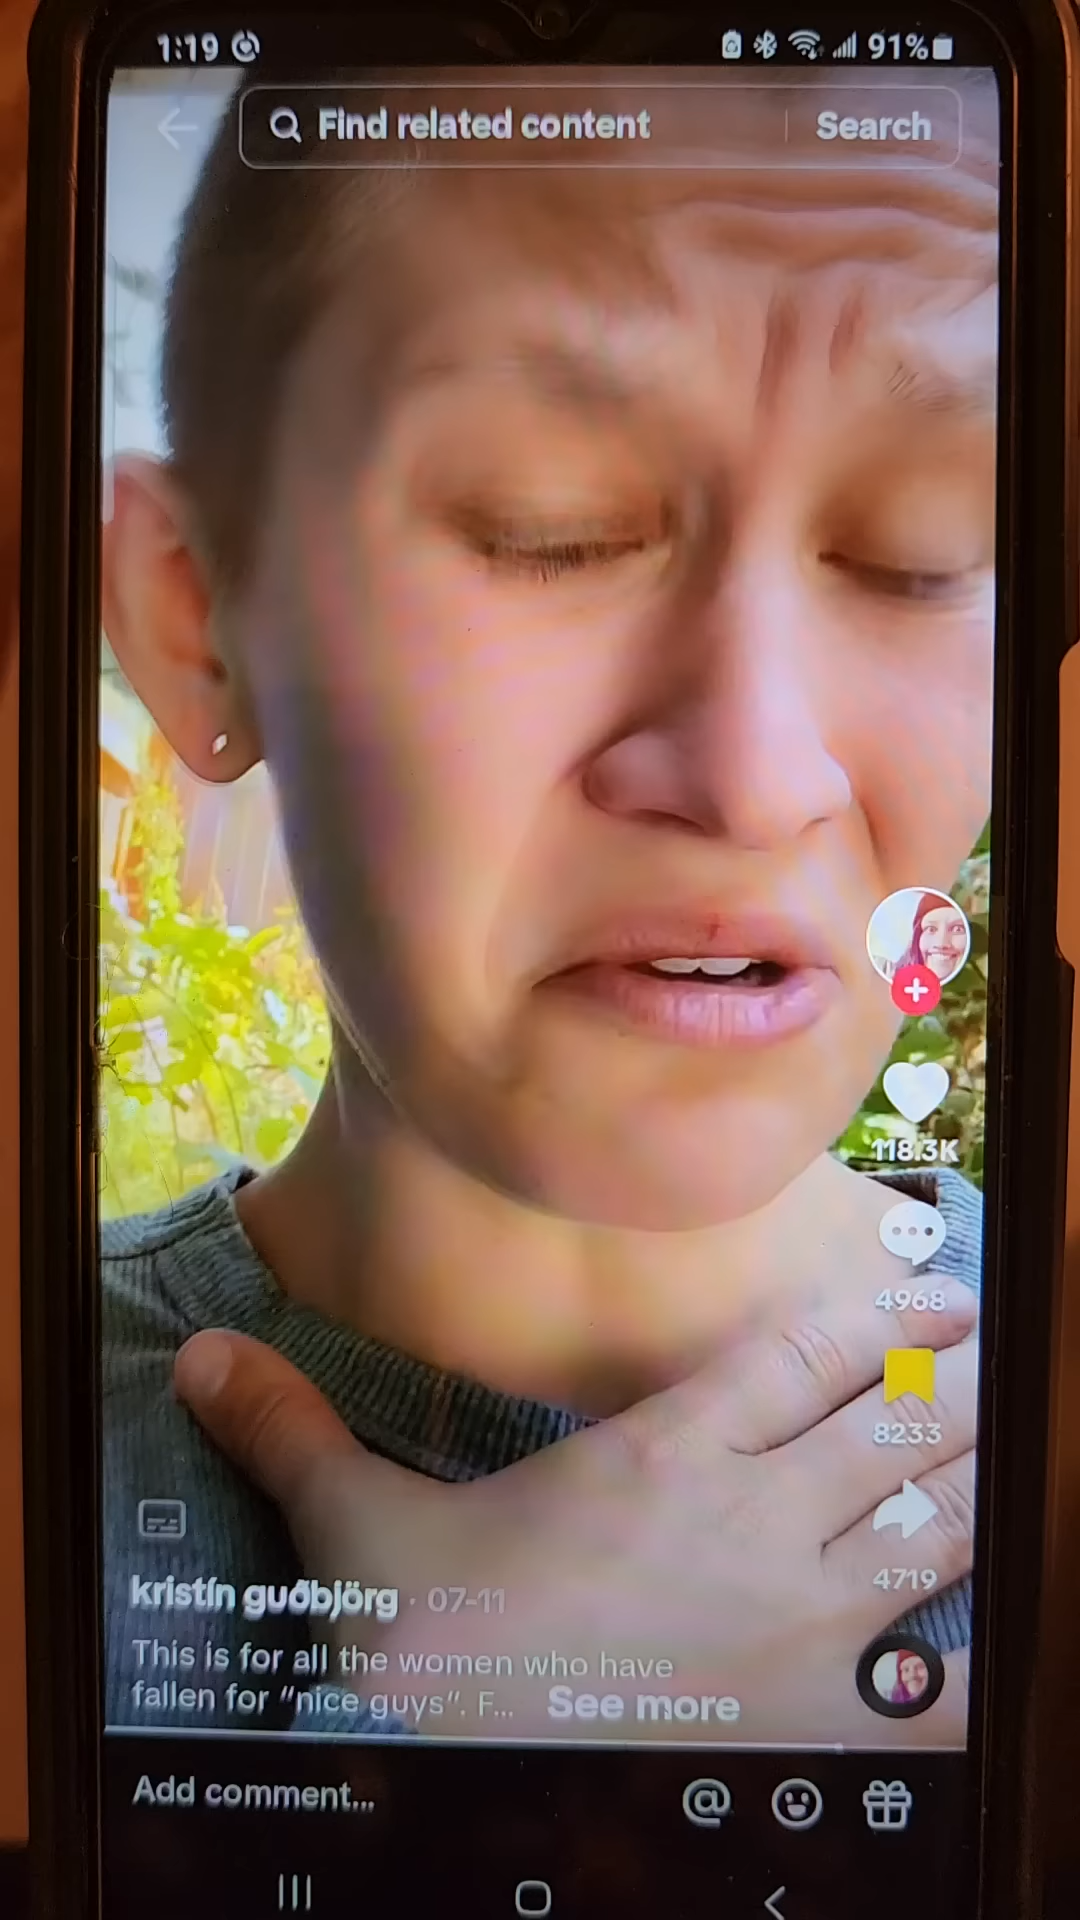 1:19 91%
Find related content Search
118.3K
4968
8233
4719
kristín guðbjörg · 07-11
This is for all the women who have
fallen for "nice guys". F... See more
Add comment...